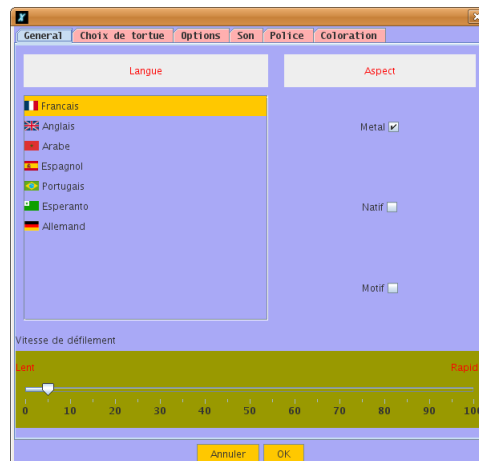 General Choix de tortue Options Son Police Coloration
Langue Aspect
Francais
Anglais
Arabe
Espagnol
Portugais
Esperanto
Allemand
Metal
Natif
Motif
Vitesse de défilement
Lent Rapid
0 10 20 30 40 50 60 70 80 90 100
Annuler OK